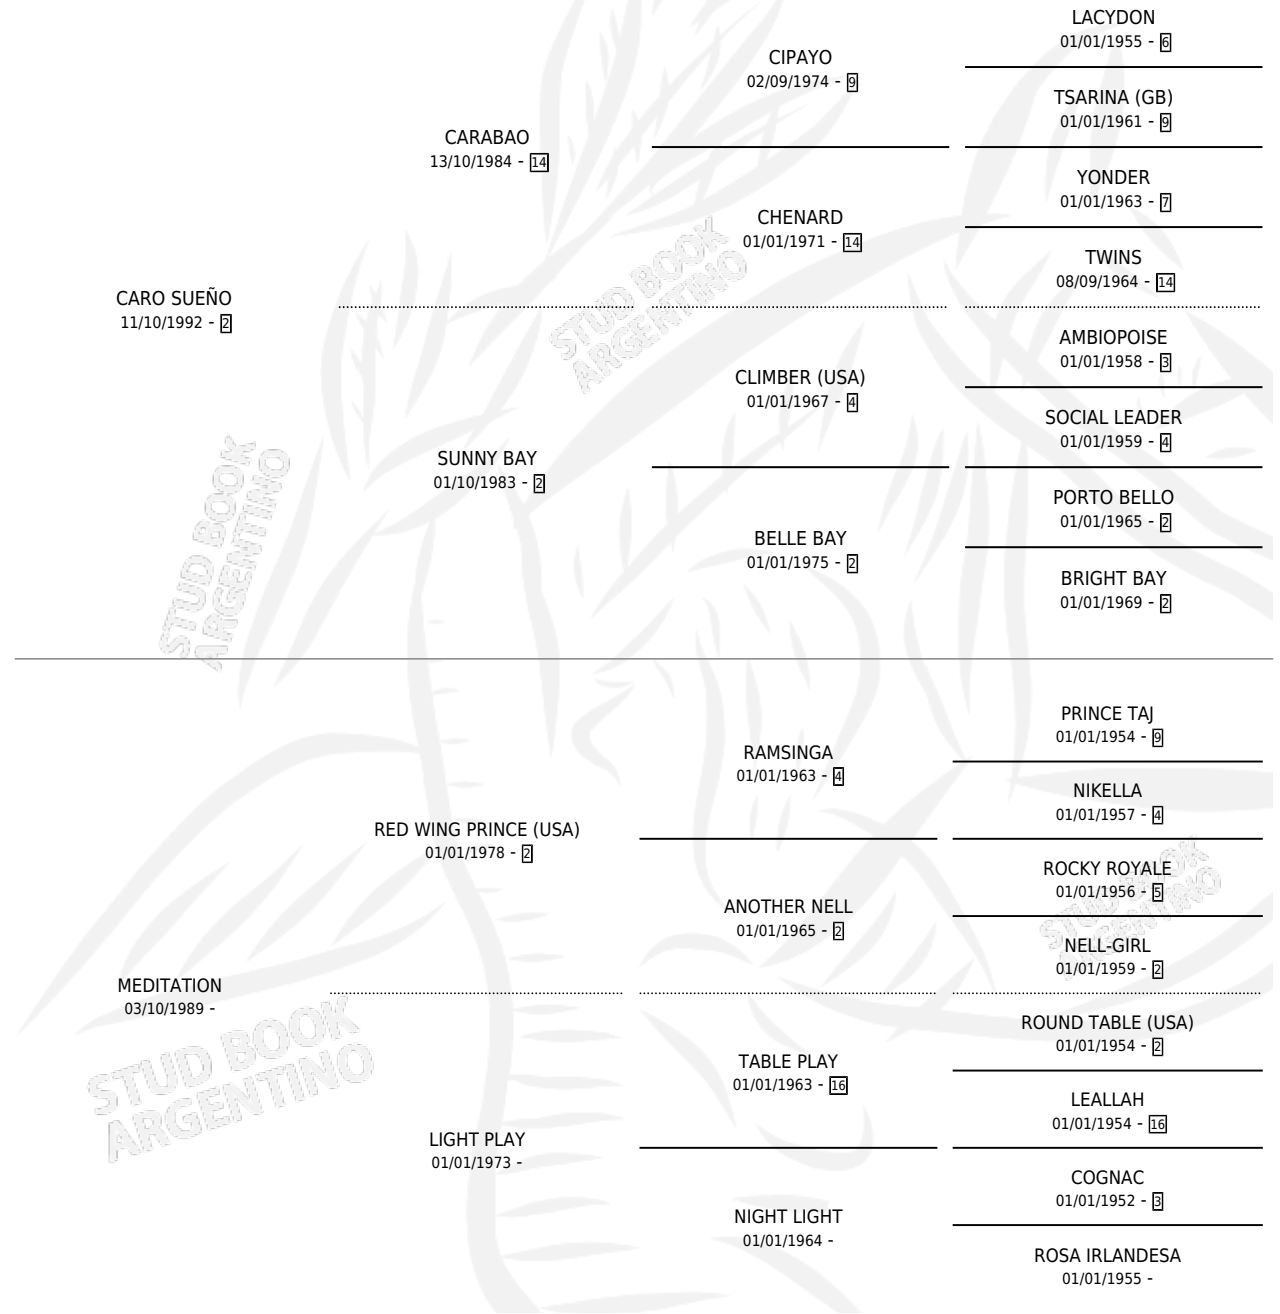 LACYDON
01/01/1955 - 6
CIPAYO
02/09/1974 - 9
TSARINA (GB)
01/01/1961 - 9
CARABAO
13/10/1984 - 14
YONDER
01/01/1963 - 7
CHENARD
01/01/1971 - 14
TWINS
08/09/1964 - 14
CARO SUEÑO
11/10/1992 - 2
STUD BOOK
ARGENTINO
AMBIOPOISE
01/01/1958 - 3
CLIMBER (USA)
01/01/1967 - 4
SOCIAL LEADER
01/01/1959 - 4
SUNNY BAY
01/10/1983 - 2
PORTO BELLO
01/01/1965 - 2
BELLE BAY
01/01/1975 - 2
BRIGHT BAY
01/01/1969 - 2
STUD BOOK
ARGENTINO
PRINCE TAJ
01/01/1954 - 9
RAMSINGA
01/01/1963 - 4
NIKELLA
01/01/1957 - 4
RED WING PRINCE (USA)
01/01/1978 - 2
ROCKY ROYALE
01/01/1956 - 5
ANOTHER NELL
01/01/1965 - 2
NELL-GIRL
01/01/1959 - 2
STUD BOOK
ARGENTINO
MEDITATION
03/10/1989 -
ROUND TABLE (USA)
01/01/1954 - 2
TABLE PLAY
01/01/1963 - 16
LEALLAH
01/01/1954 - 16
STUD BOOK
ARGENTINO
LIGHT PLAY
01/01/1973 -
COGNAC
01/01/1952 - 3
NIGHT LIGHT
01/01/1964 -
ROSA IRLANDESA
01/01/1955 -